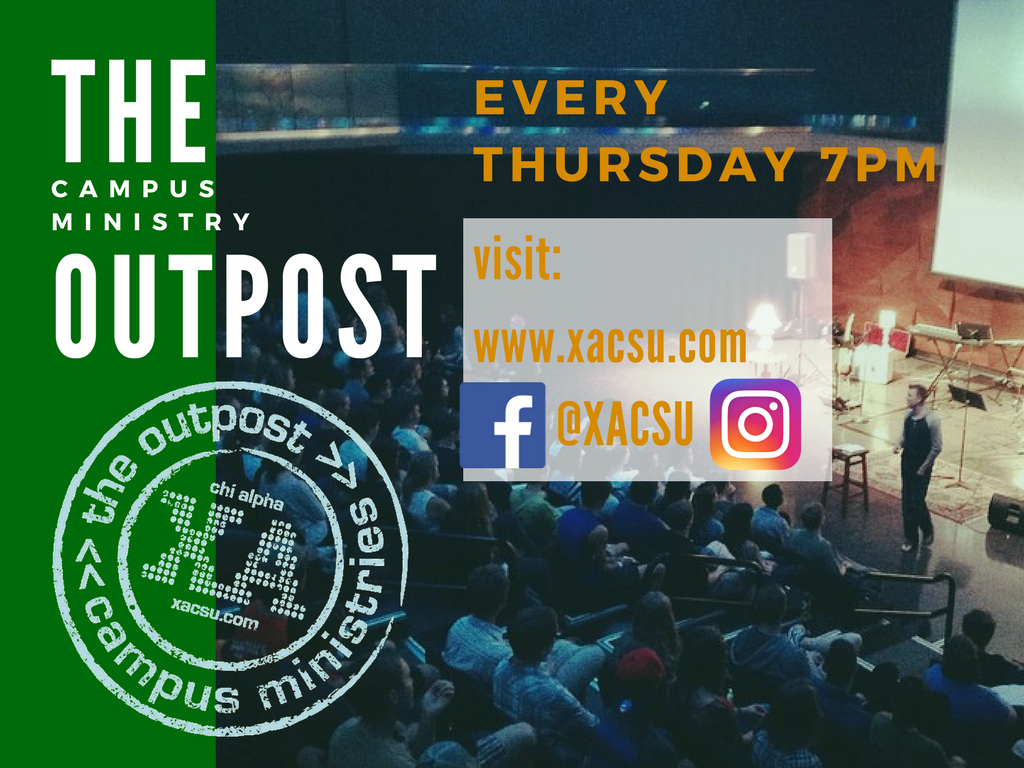 THE
CAMPUS
MINISTRY
OUTPOST
EVERY
THURSDAY 7PM
visit:
www.xacsu.com
@XACSU
>>> the outpost >>>
chi alpha
XA
xacsu.com
campus ministries